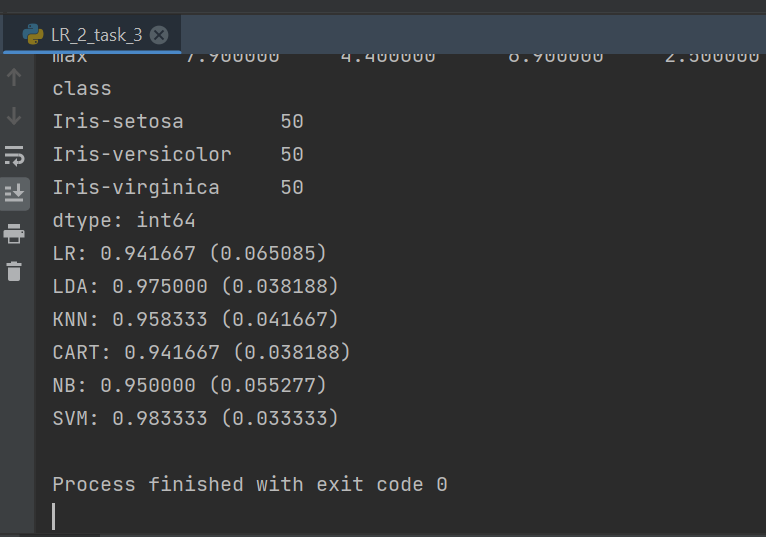 LR_2_task_3
max 7.900000 4.400000 6.900000 2.500000
class
Iris-setosa 50
Iris-versicolor 50
Iris-virginica 50
dtype: int64
LR: 0.941667 (0.065085)
LDA: 0.975000 (0.038188)
KNN: 0.958333 (0.041667)
CART: 0.941667 (0.038188)
NB: 0.950000 (0.055277)
SVM: 0.983333 (0.033333)
Process finished with exit code 0